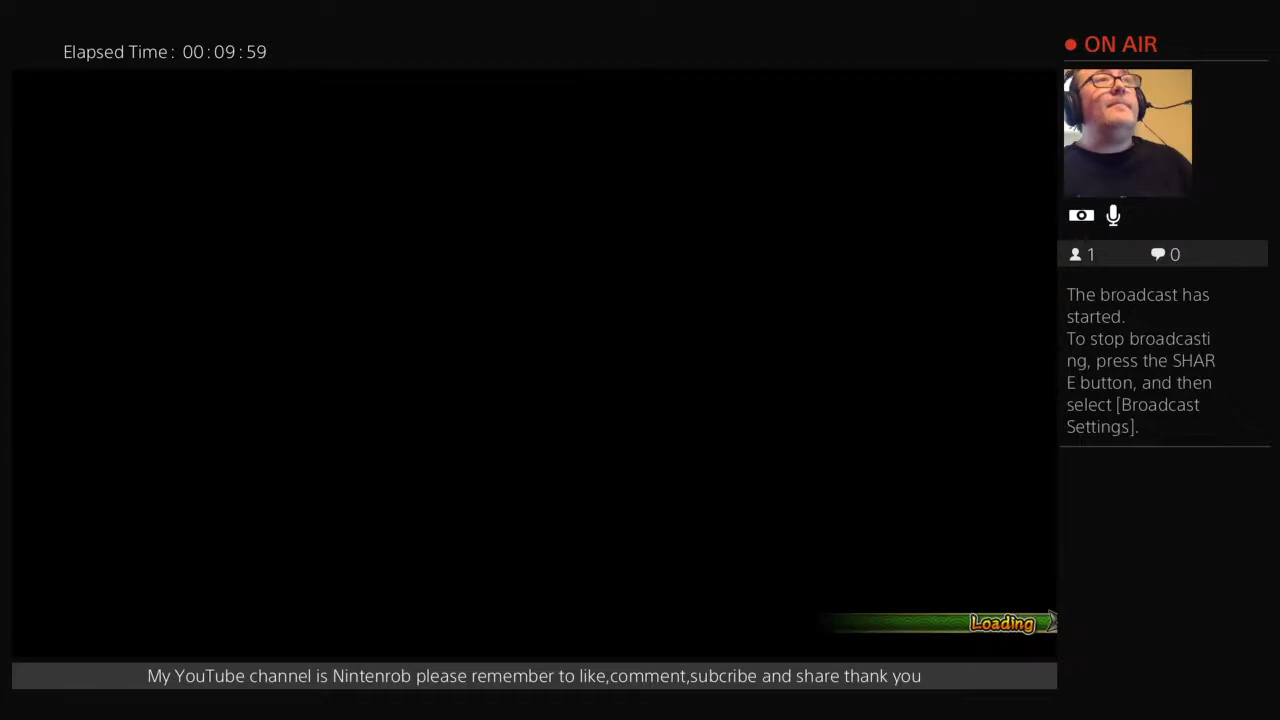 Elapsed Time: 00:09:59
ON AIR
1 0
The broadcast has
started.
To stop broadcasti
ng, press the SHAR
E button, and then
select [Broadcast
Settings].
Loading
My YouTube channel is Nintenrob please remember to like,comment,subcribe and share thank you